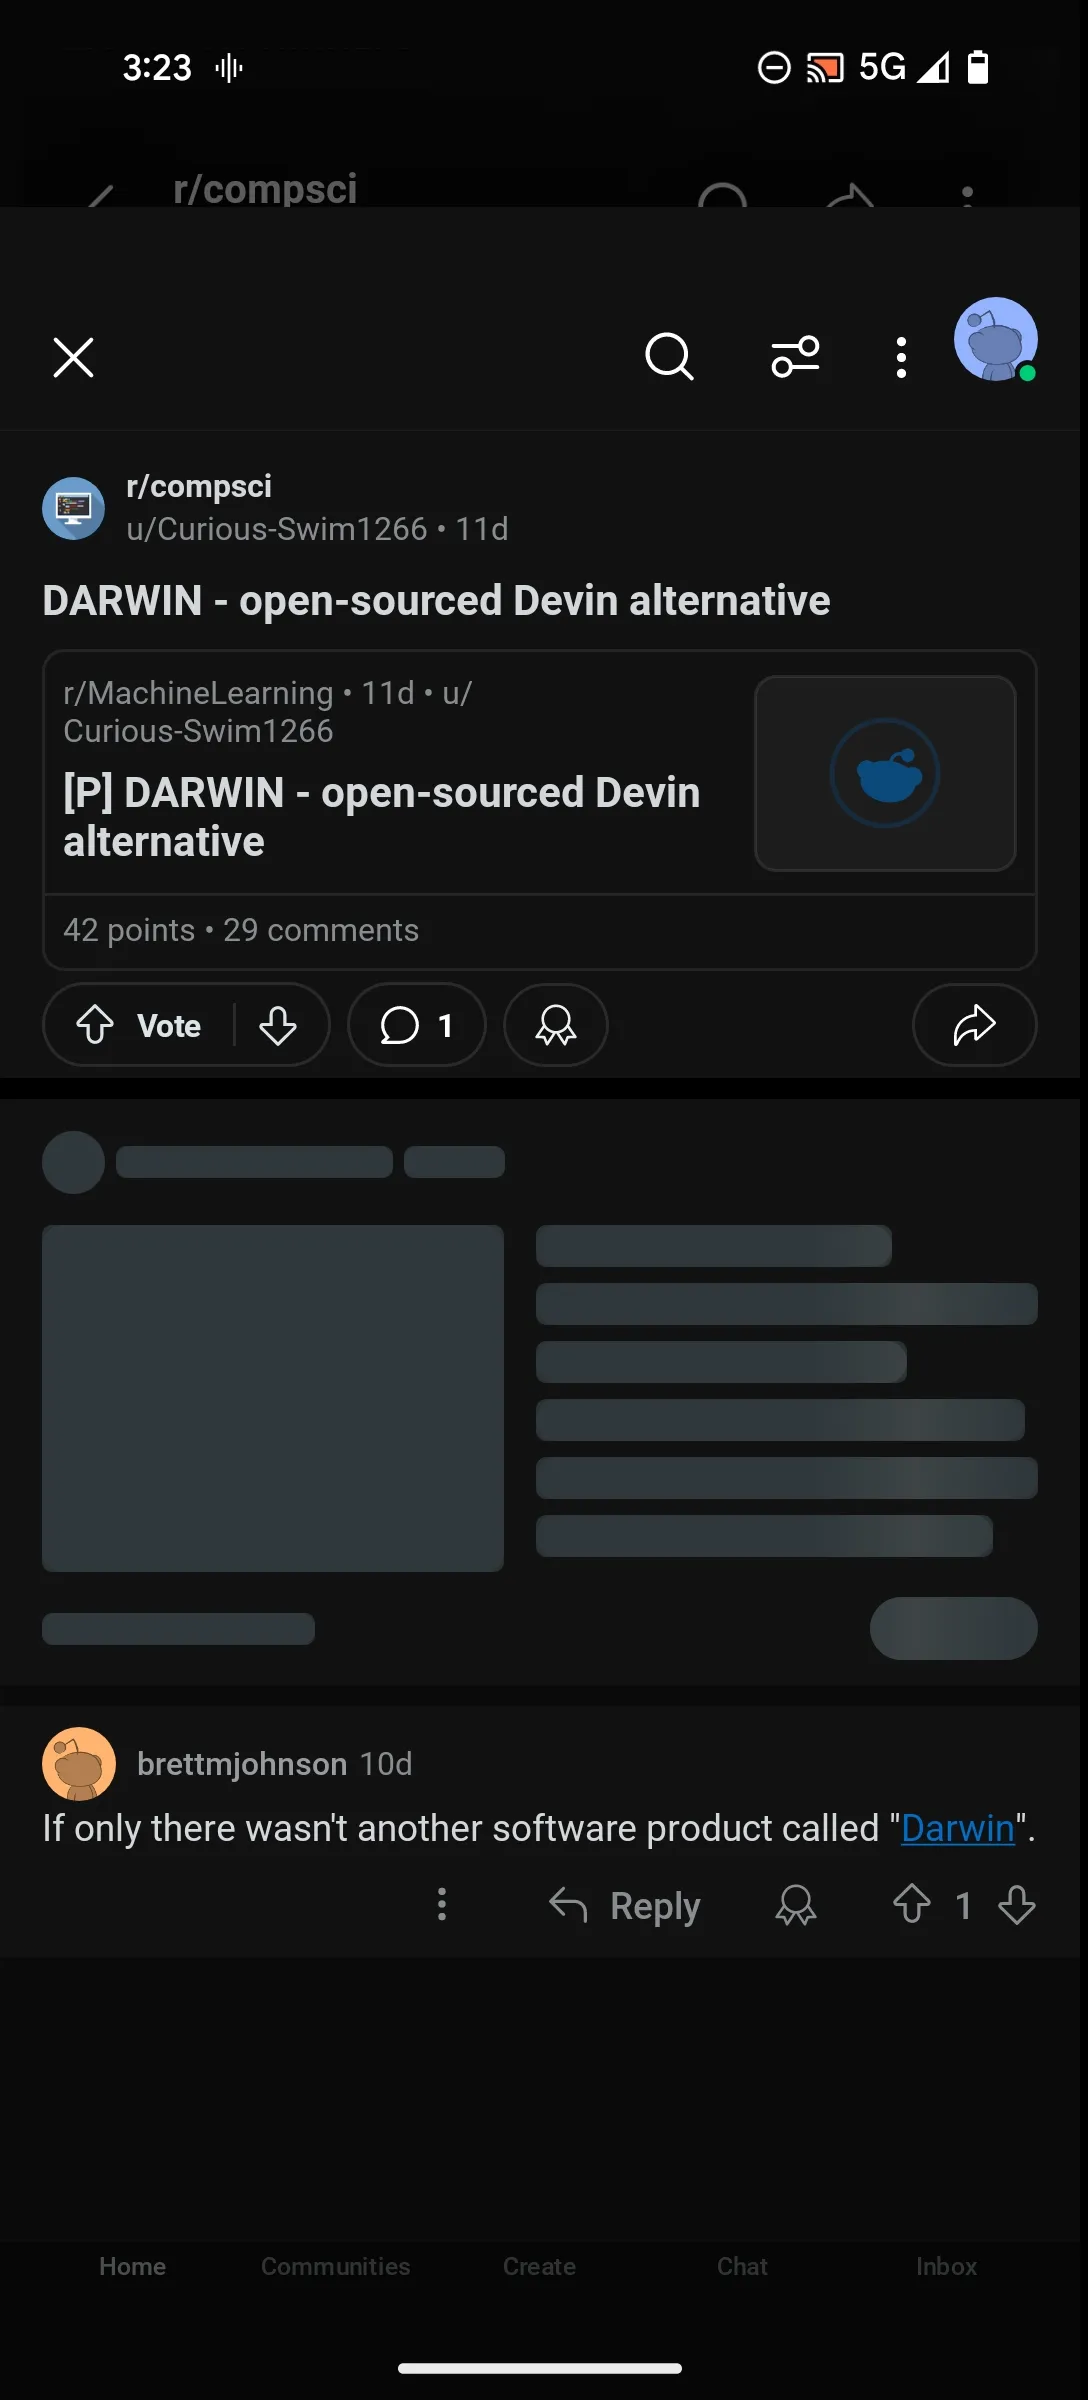 3:23
5G
r/compsci
r/compsci
u/Curious-Swim1266 • 11d
DARWIN - open-sourced Devin alternative
r/MachineLearning • 11d • u/
Curious-Swim1266
[P] DARWIN - open-sourced Devin
alternative
42 points • 29 comments
Vote
1
brettmjohnson 10d
If only there wasn't another software product called "Darwin".
Reply
1
Home
Communities
Create
Chat
Inbox